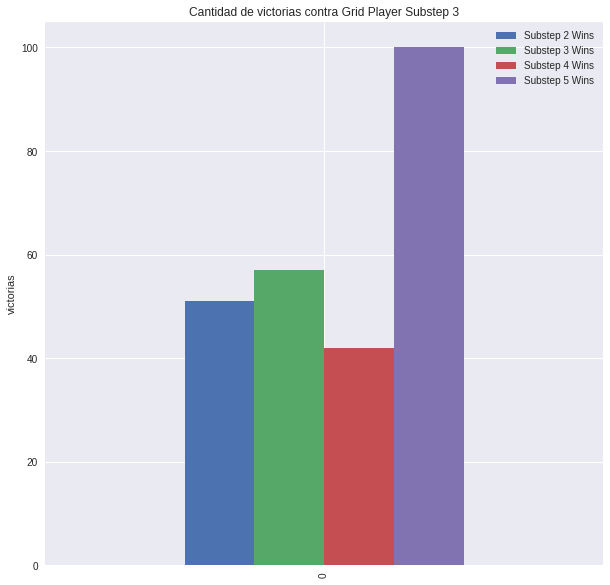 Cantidad de victorias contra Grid Player Substep 3
Substep 2 Wins
Substep 3 Wins
Substep 4 Wins
Substep 5 Wins
victorias
100
80
60
40
20
0
0